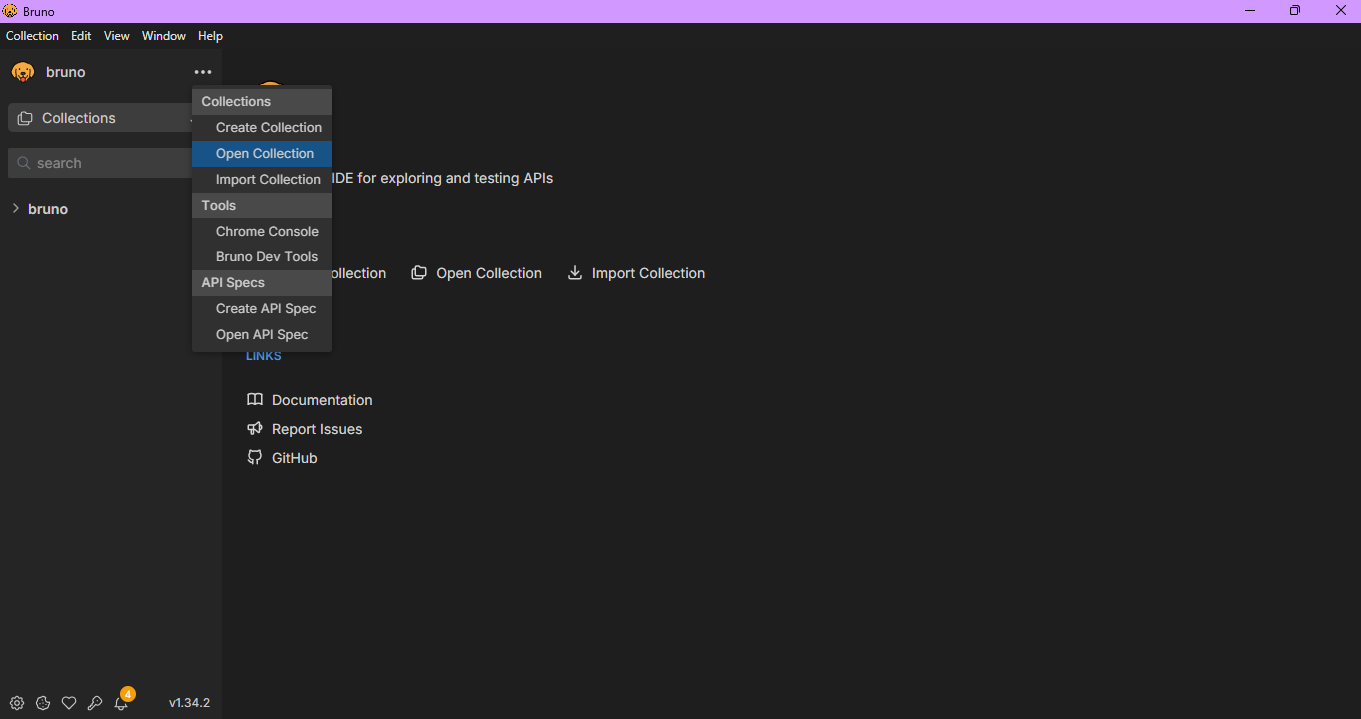 Bruno
Collection Edit View Window Help
bruno
Collections
search
bruno
Collections
Create Collection
Open Collection
Import Collection
Tools
Chrome Console
Bruno Dev Tools
API Specs
Create API Spec
Open API Spec
IDE for exploring and testing APIs
ollection Open Collection Import Collection
LINKS
Documentation
Report Issues
GitHub
4
v1.34.2